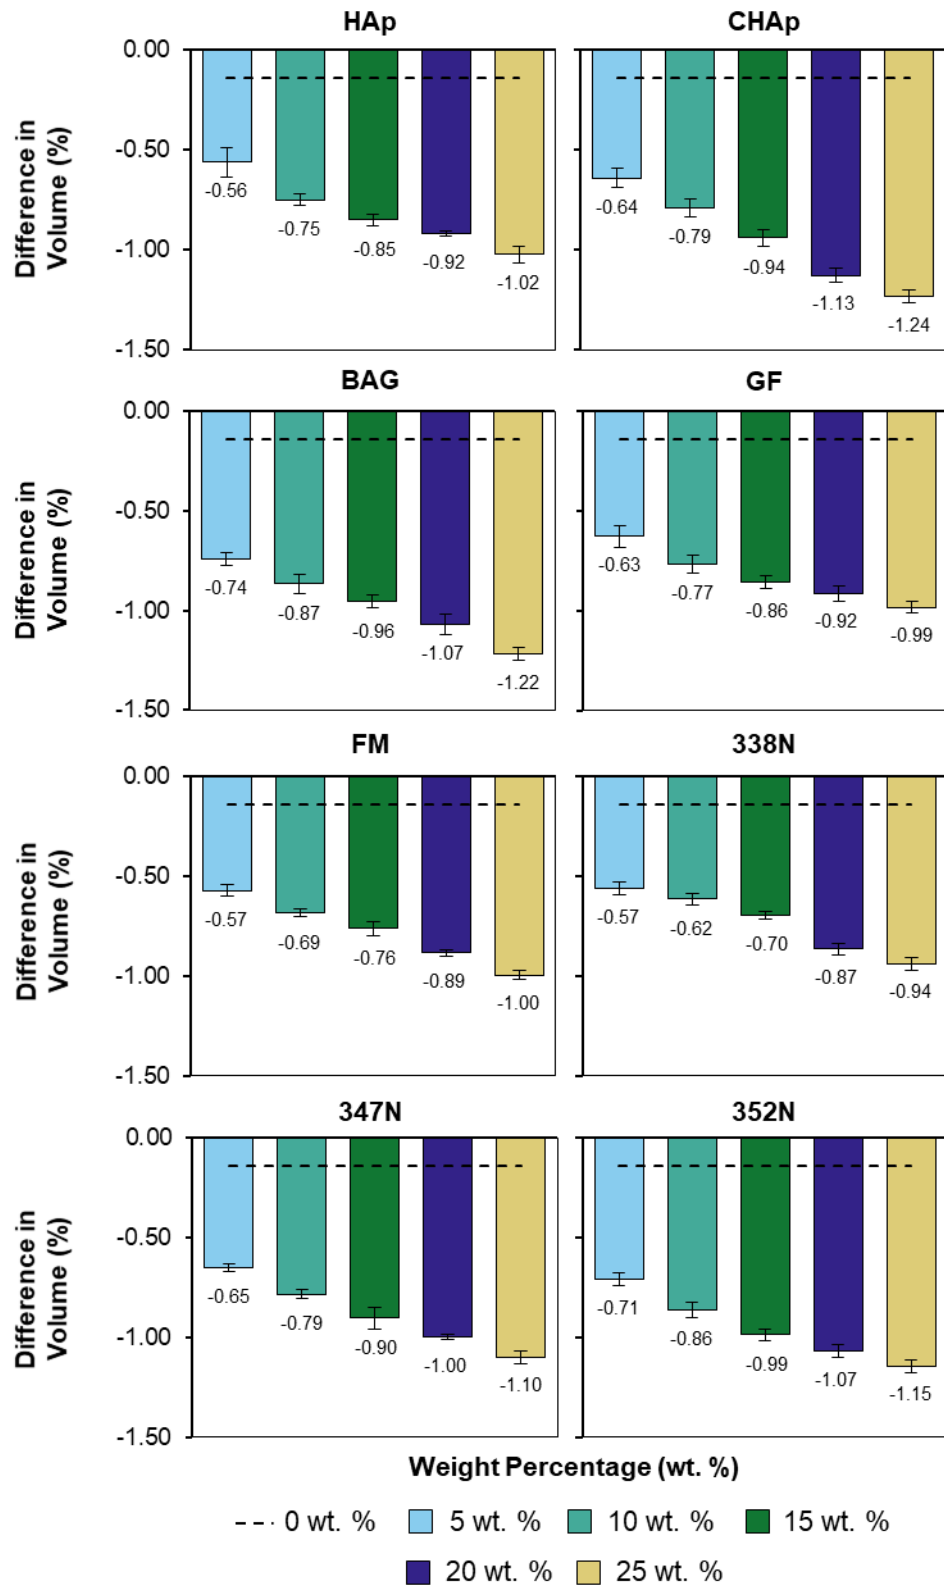 HAp
CHAp
0.00
-0.50
-1.00
-1.50
Difference in
Volume (%)
-0.56
-0.75
-0.85
-0.92
-1.02
-0.64
-0.79
-0.94
-1.13
-1.24
BAG
GF
0.00
-0.50
-1.00
-1.50
Difference in
Volume (%)
-0.74
-0.87
-0.96
-1.07
-1.22
-0.63
-0.77
-0.86
-0.92
-0.99
FM
338N
0.00
-0.50
-1.00
-1.50
Difference in
Volume (%)
-0.57
-0.69
-0.76
-0.89
-1.00
-0.57
-0.62
-0.70
-0.87
-0.94
347N
352N
0.00
-0.50
-1.00
-1.50
Difference in
Volume (%)
-0.65
-0.79
-0.90
-1.00
-1.10
-0.71
-0.86
-0.99
-1.07
-1.15
Weight Percentage (wt. %)
0 wt. % 5 wt. % 10 wt. % 15 wt. %
20 wt. % 25 wt. %